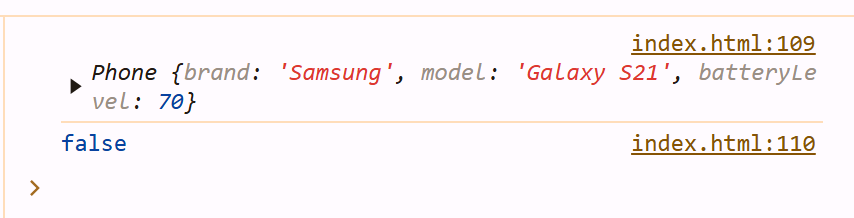 index.html:109
Phone {brand: 'Samsung', model: 'Galaxy S21', batteryLe
vel: 70}
false index.html:110